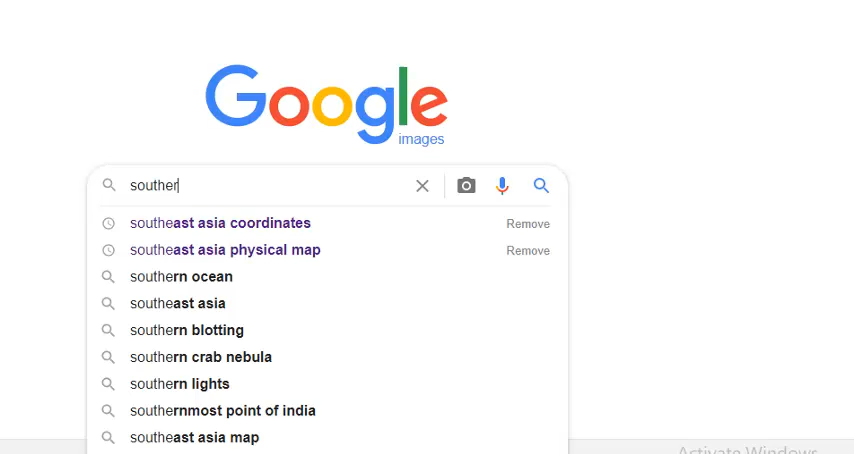 Google
images
souther
southeast asia coordinates Remove
southeast asia physical map Remove
southern ocean
southeast asia
southern blotting
southern crab nebula
southern lights
southernmost point of india
southeast asia map
Activate Windows